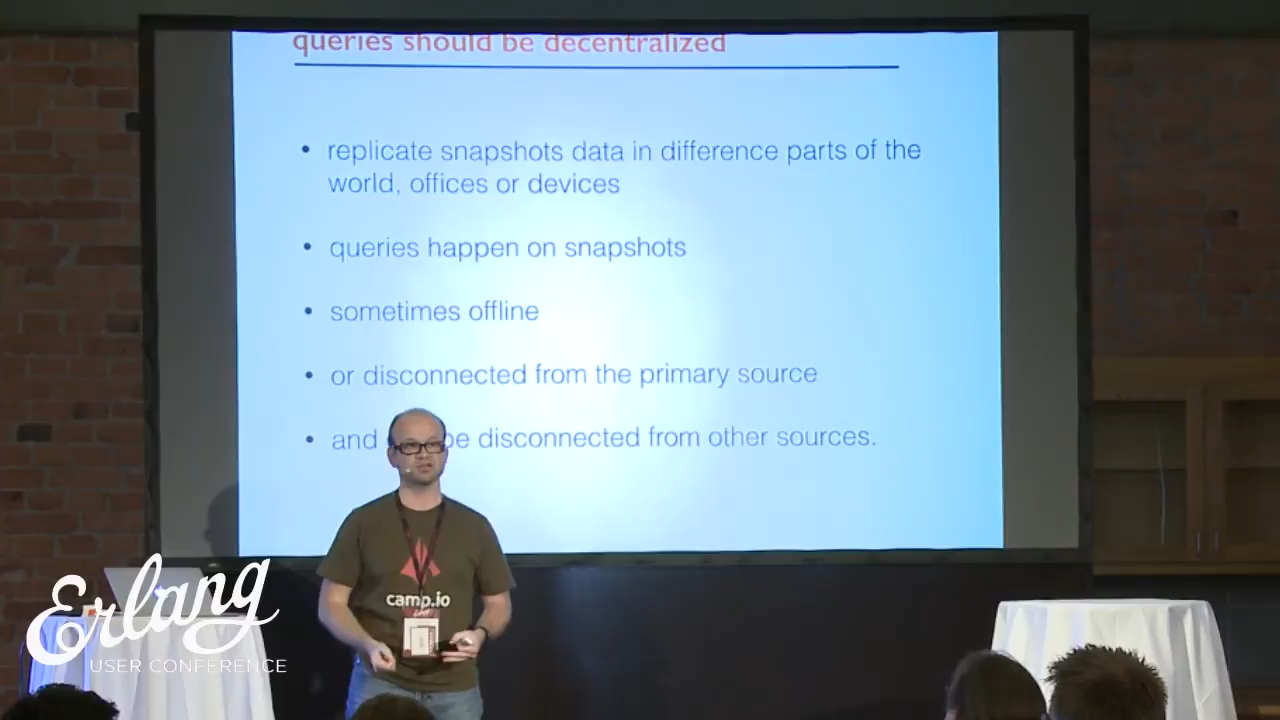 queries should be decentralized
• replicate snapshots data in difference parts of the
world, offices or devices
• queries happen on snapshots
• sometimes offline
• or disconnected from the primary source
• and be disconnected from other sources.
camp.io
Erlang
USER CONFERENCE